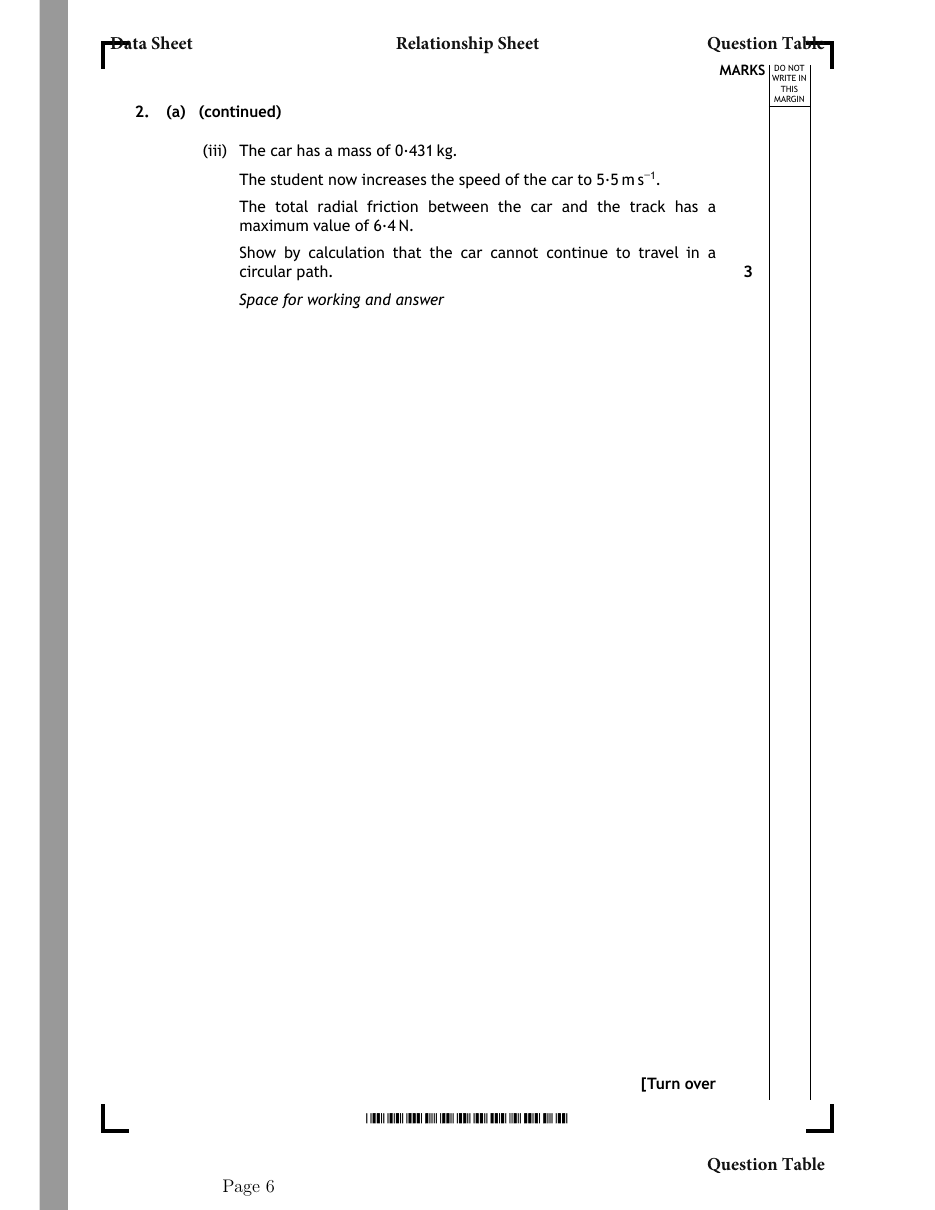 Data Sheet Relationship Sheet Question Table
MARKS
DO NOT
WRITE IN
THIS
MARGIN
2. (a) (continued)
(iii) The car has a mass of 0·431 kg.
The student now increases the speed of the car to 5·5 m s⁻¹.
The total radial friction between the car and the track has a
maximum value of 6·4 N.
Show by calculation that the car cannot continue to travel in a
circular path. 3
Space for working and answer
[Turn over
Question Table
Page 6